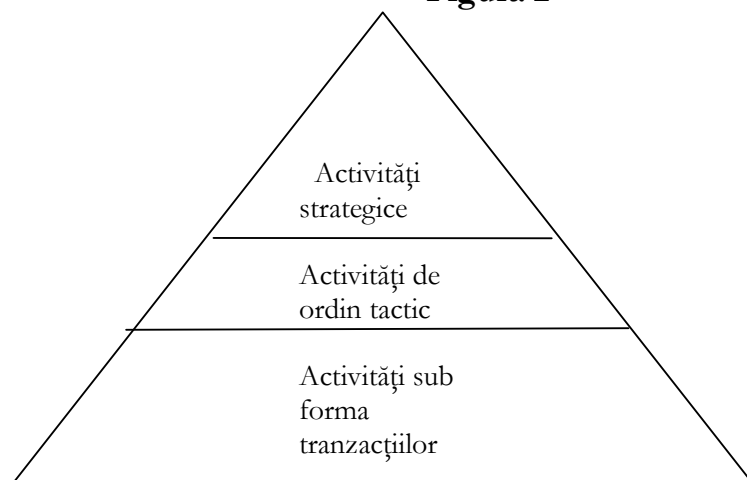 Activităţi
strategice
Activităţi de
ordin tactic
Activităţi sub
forma
tranzacţiilor